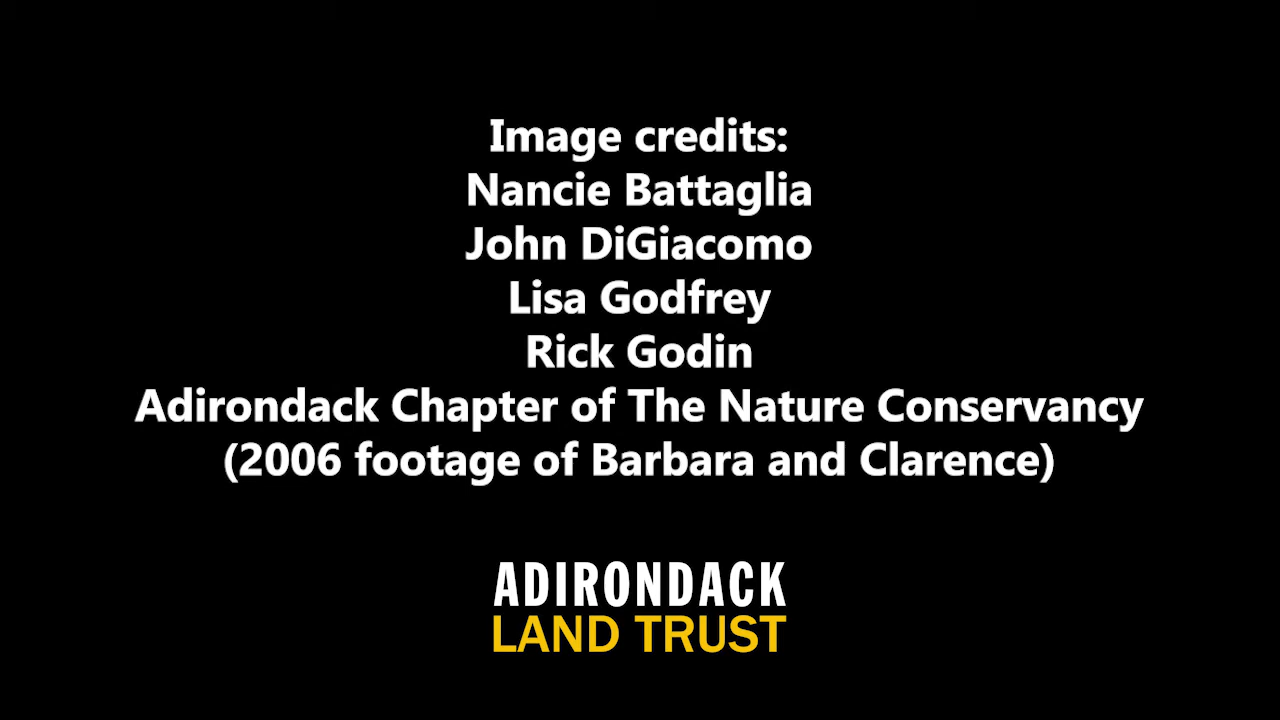 Image credits:
Nancie Battaglia
John DiGiacomo
Lisa Godfrey
Rick Godin
Adirondack Chapter of The Nature Conservancy
(2006 footage of Barbara and Clarence)
ADIRONDACK
LAND TRUST